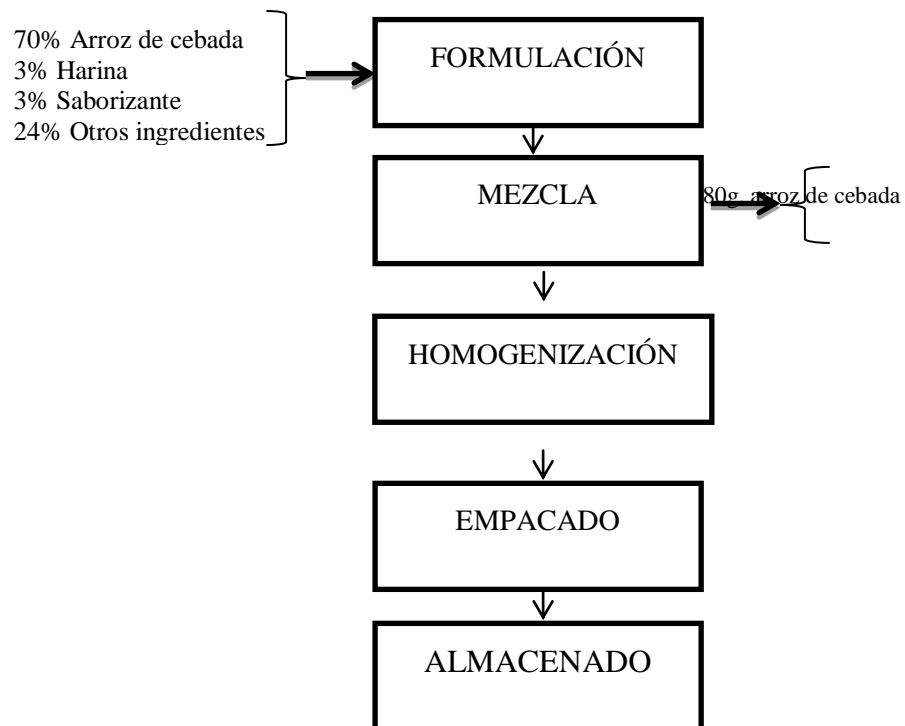 70% Arroz de cebada
3% Harina
3% Saborizante
24% Otros ingredientes
FORMULACIÓN
MEZCLA
80g. arroz de cebada
HOMOGENIZACIÓN
EMPACADO
ALMACENADO